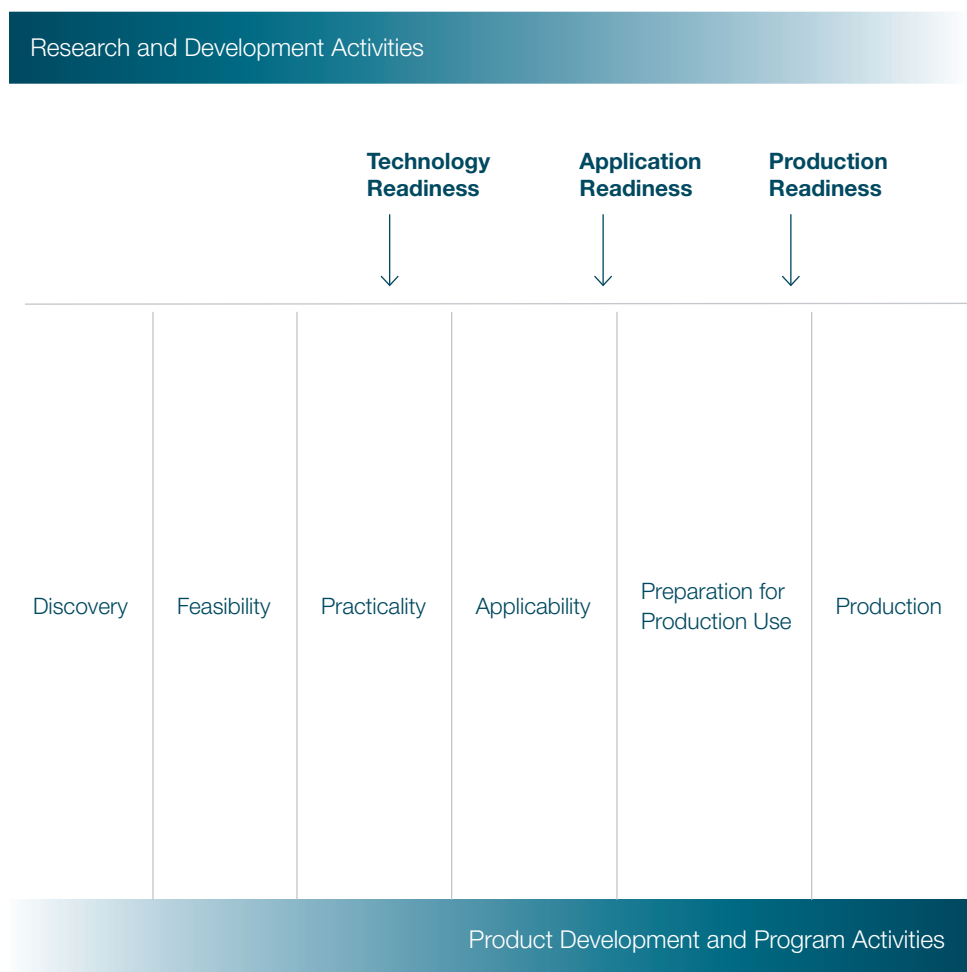 Research and Development Activities
Technology
Readiness
Application
Readiness
Production
Readiness
Discovery
Feasibility
Practicality
Applicability
Preparation for
Production Use
Production
Product Development and Program Activities